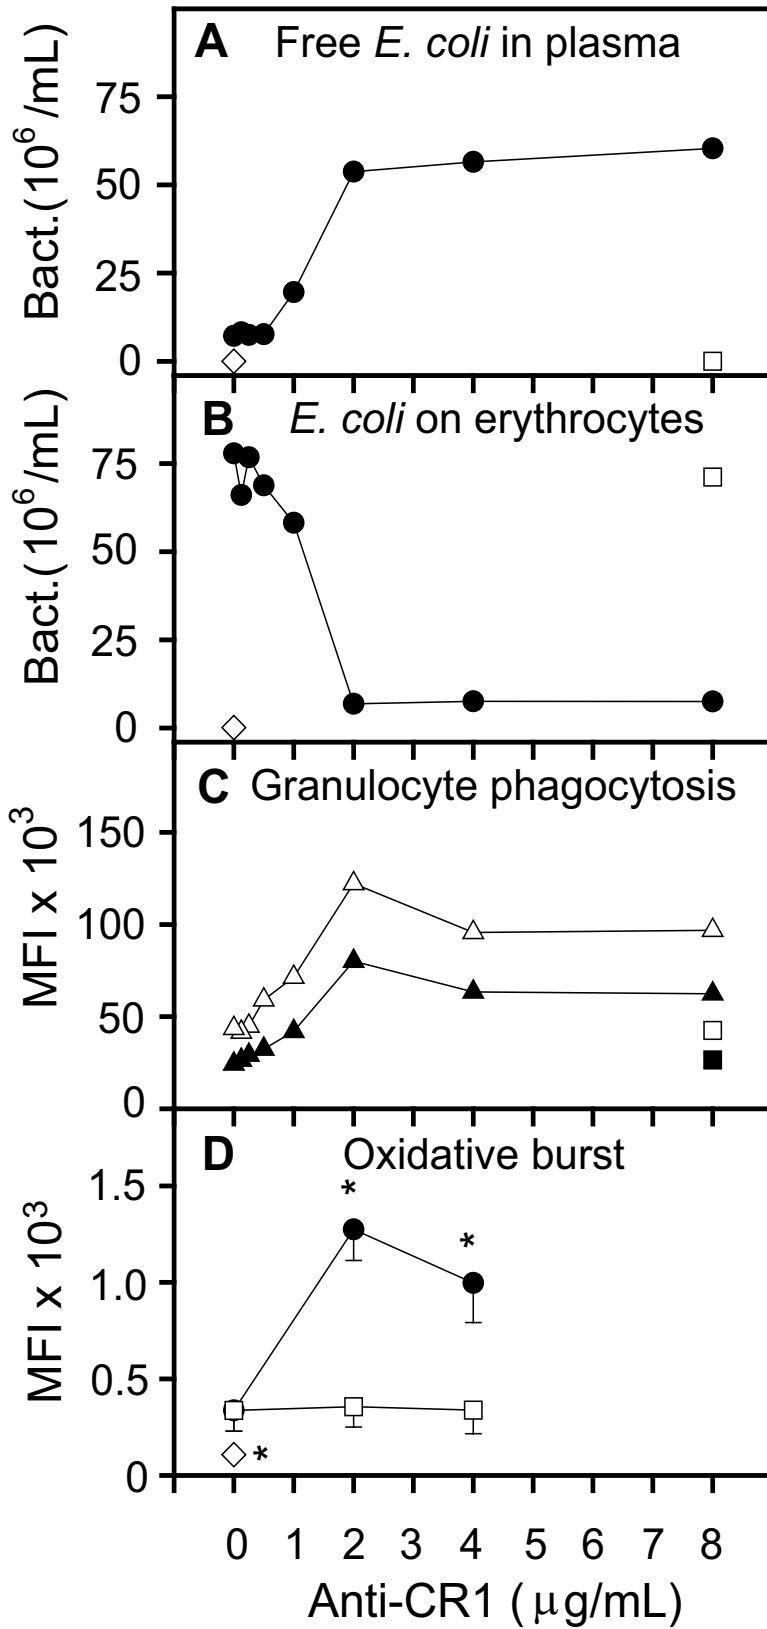 A Free E. coli in plasma
Bact.(10⁶ /mL)
75
50
25
0
B E. coli on erythrocytes
Bact.(10⁶ /mL)
75
50
25
0
C Granulocyte phagocytosis
MFI x 10³
150
100
50
0
D Oxidative burst
MFI x 10³
1.5
1.0
0.5
0
*
*
*
0 1 2 3 4 5 6 7 8
Anti-CR1 (μg/mL)